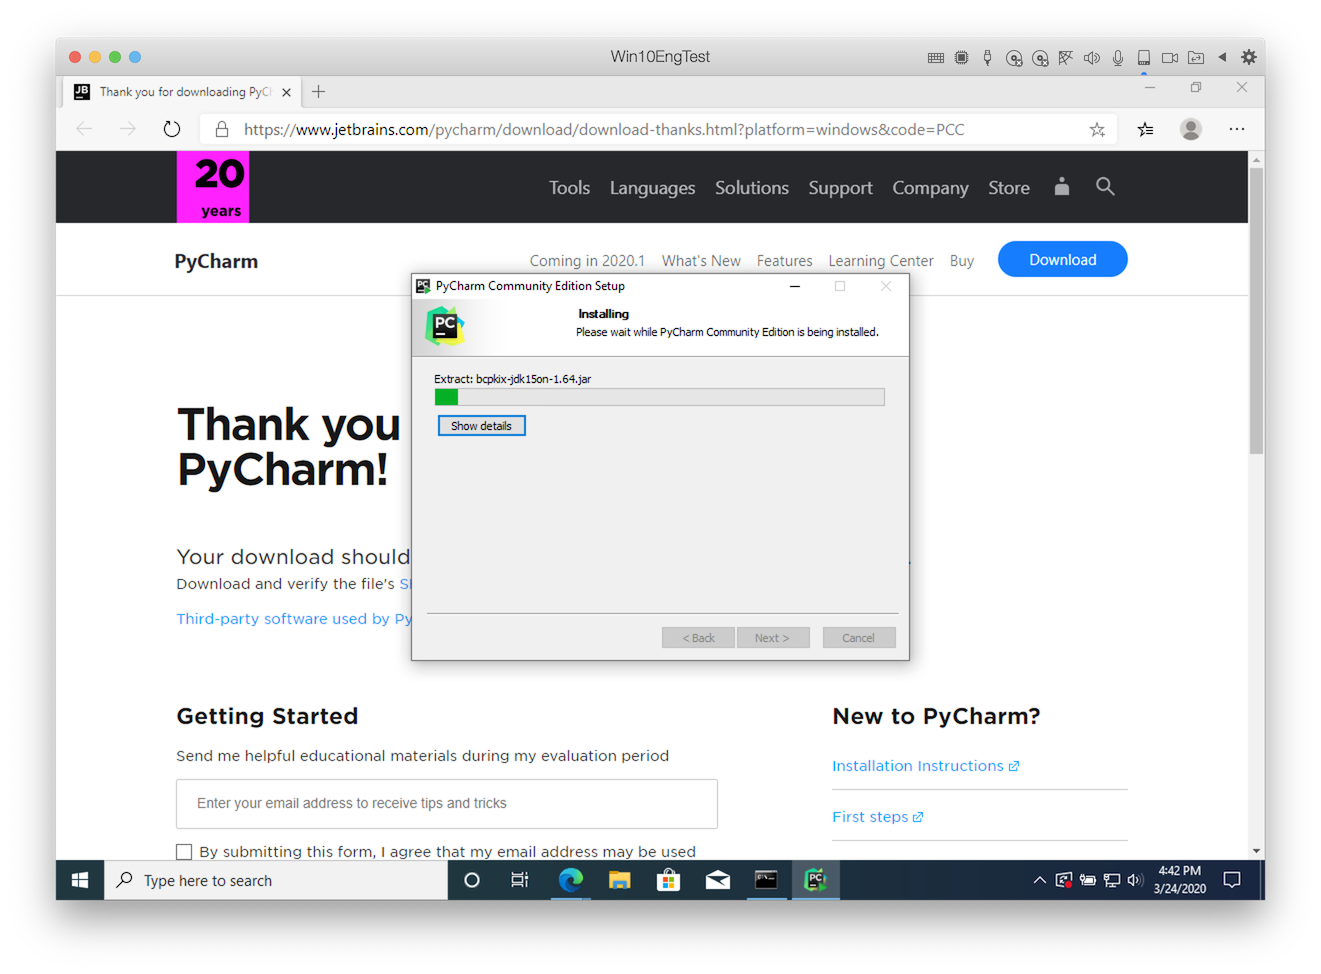 Win10EngTest
JB
Thank you for downloading PyCh
https://www.jetbrains.com/pycharm/download/download-thanks.html?platform=windows&code=PCC
20
years
Tools Languages Solutions Support Company Store
PyCharm
Coming in 2020.1 What's New Features Learning Center Buy Download
PC PyCharm Community Edition Setup
PC
Installing
Please wait while PyCharm Community Edition is being installed.
Extract: bcpkix-jdk15on-1.64.jar
Show details
< Back Next > Cancel
Thank you
PyCharm!
Your download should
Download and verify the file's
Third-party software used by Py
Getting Started
Send me helpful educational materials during my evaluation period
Enter your email address to receive tips and tricks
By submitting this form, I agree that my email address may be used
New to PyCharm?
Installation Instructions
First steps
Type here to search
PC
4:42 PM
3/24/2020